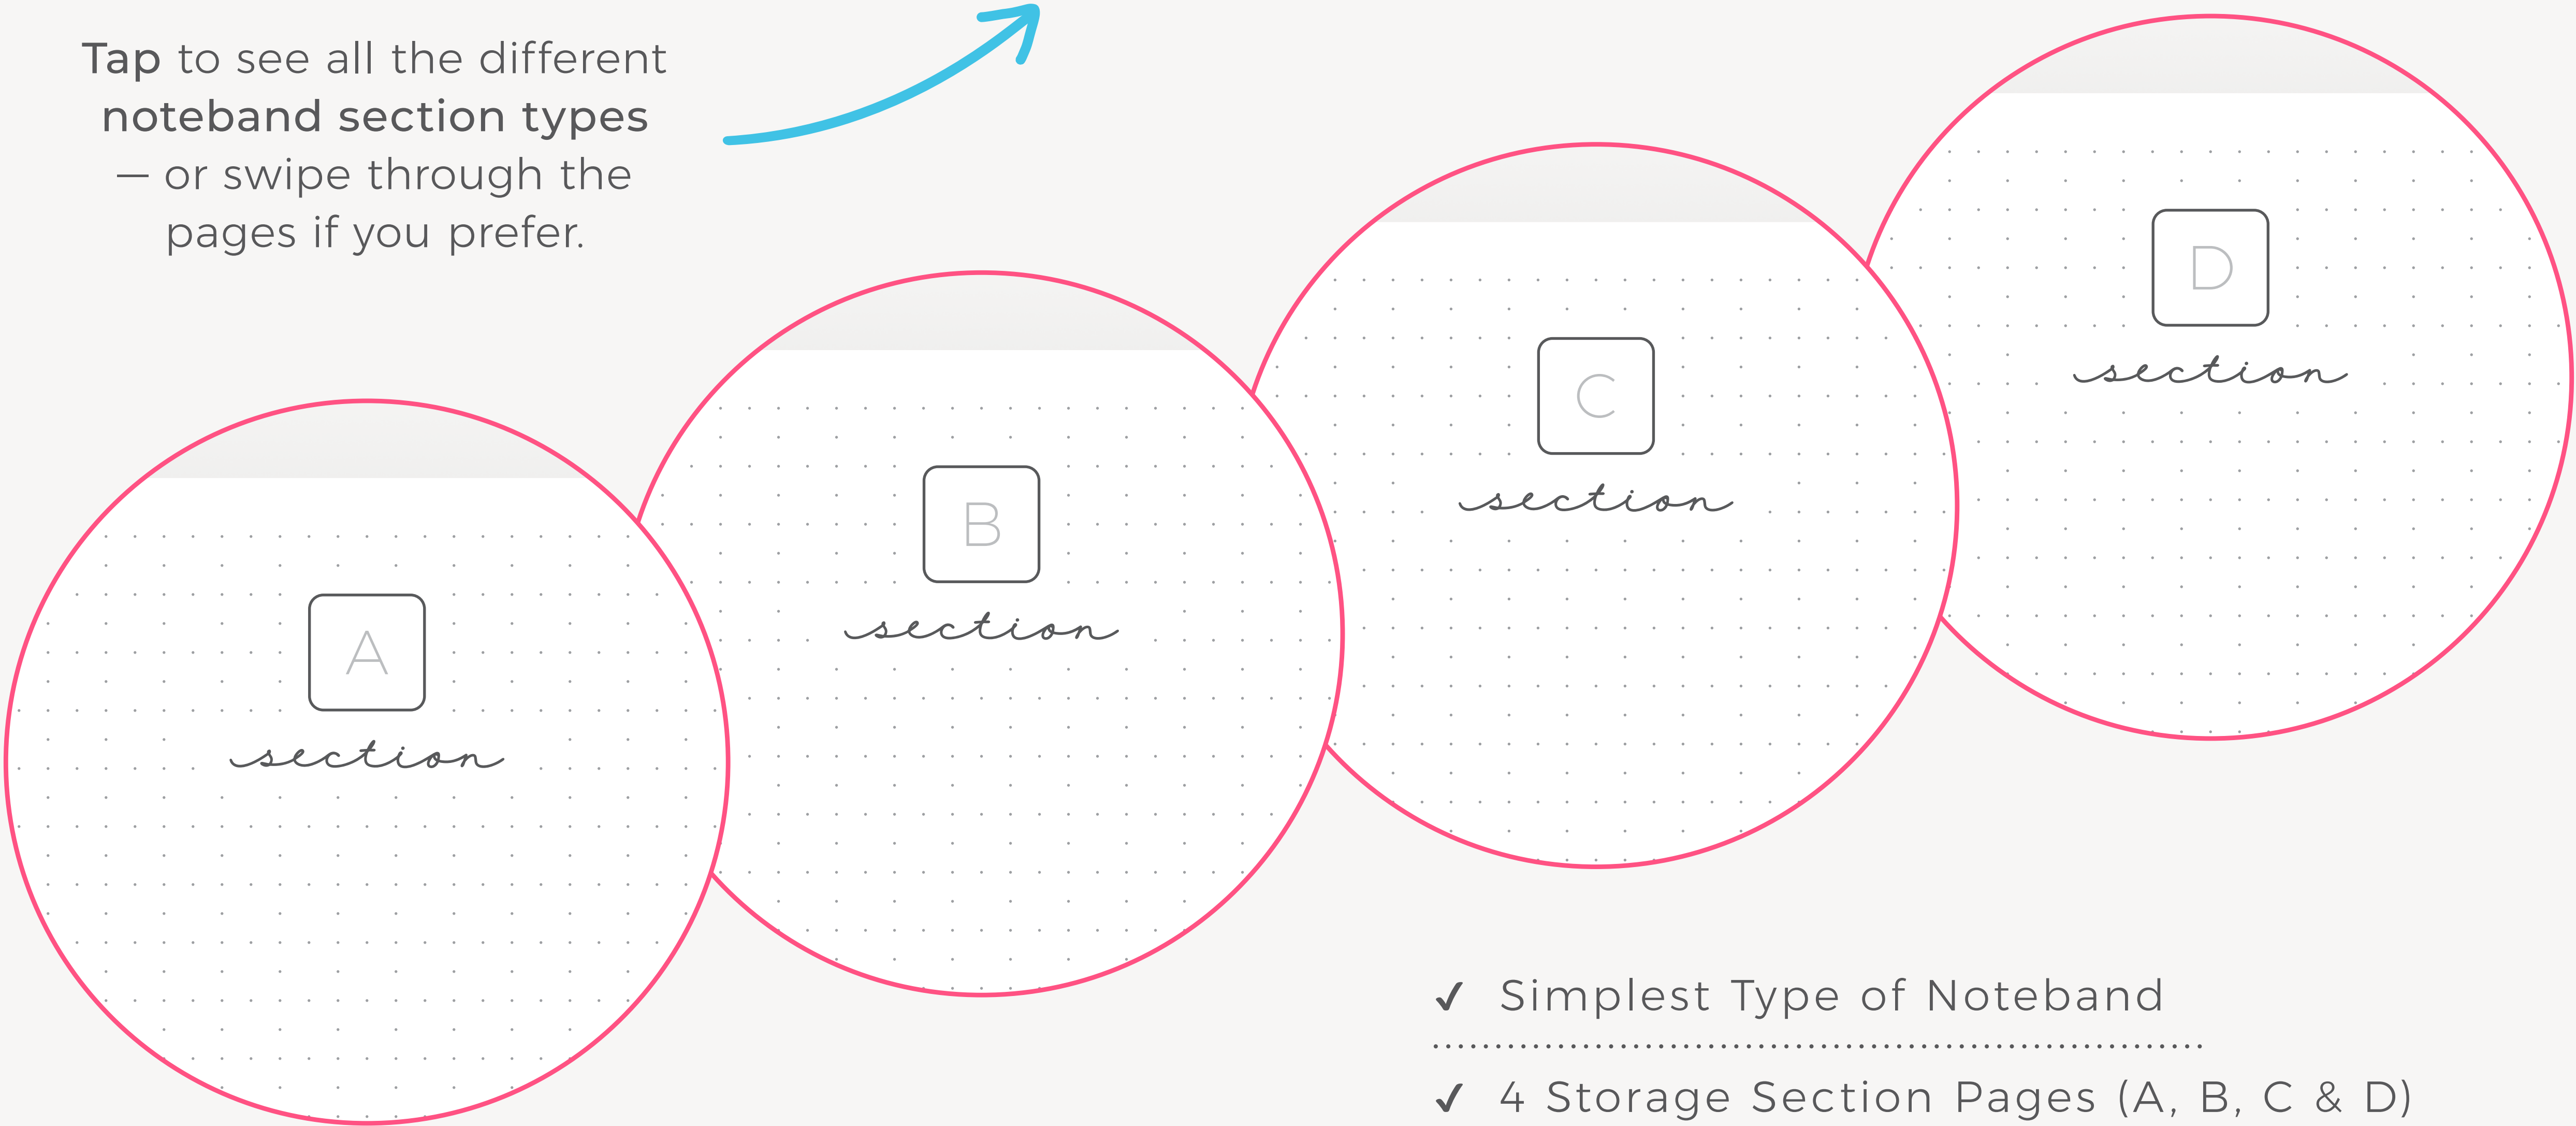 Tap to see all the different
noteband section types
— or swipe through the
pages if you prefer.
A
section
B
section
C
section
D
section
✔ Simplest Type of Noteband
✔ 4 Storage Section Pages (A, B, C & D)